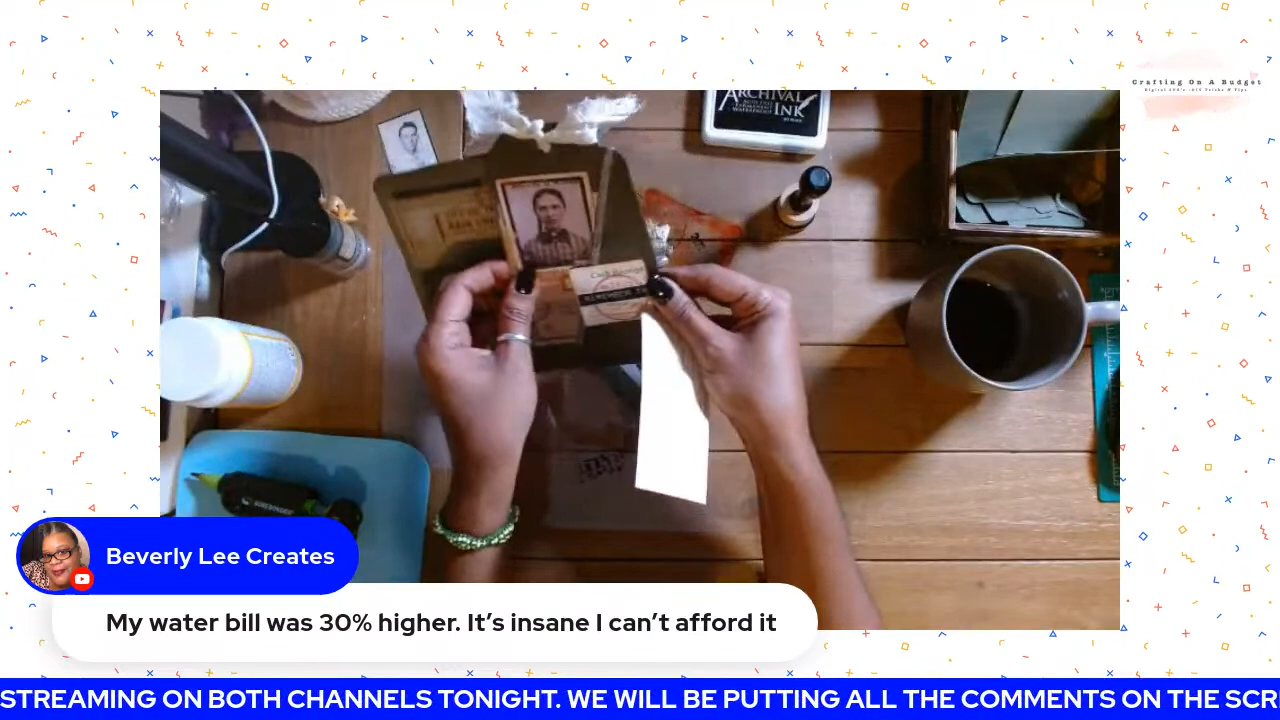 Crafting On A Budget
ARCHIVAL
INK
Beverly Lee Creates
My water bill was 30% higher. It’s insane I can’t afford it
STREAMING ON BOTH CHANNELS TONIGHT. WE WILL BE PUTTING ALL THE COMMENTS ON THE SCR